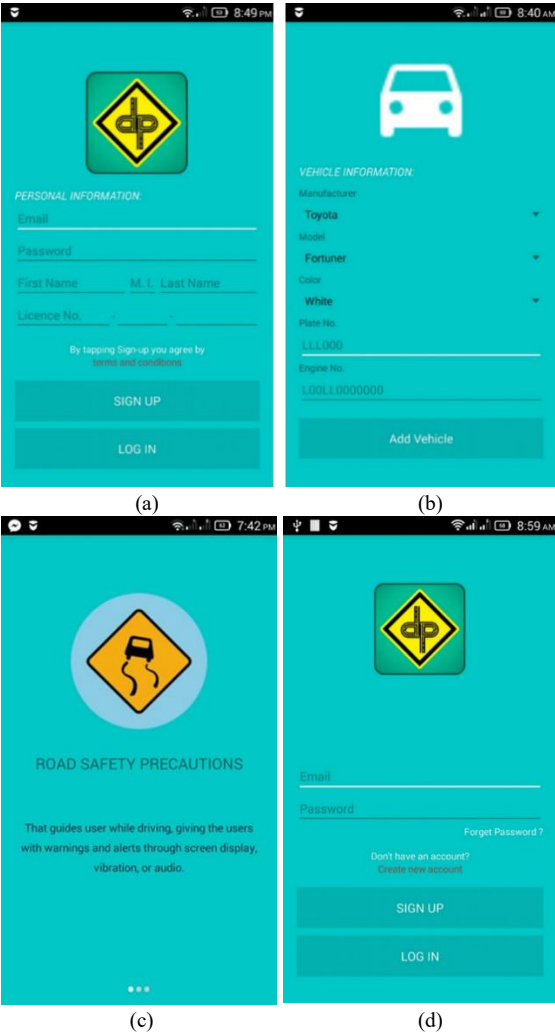 8:49 PM
PERSONAL INFORMATION:
Email
Password
First Name M. I. Last Name
Licence No. - -
By tapping Sign-up you agree by
terms and conditions
SIGN UP
LOG IN
(a)
8:40 AM
VEHICLE INFORMATION:
Manufacturer
Toyota
Model
Fortuner
Color
White
Plate No.
LLL000
Engine No.
L00LL0000000
Add Vehicle
(b)
7:42 PM
ROAD SAFETY PRECAUTIONS
That guides user while driving, giving the users
with warnings and alerts through screen display,
vibration, or audio.
(c)
8:59 AM
Email
Password
Forget Password ?
Don't have an account?
Create new account
SIGN UP
LOG IN
(d)